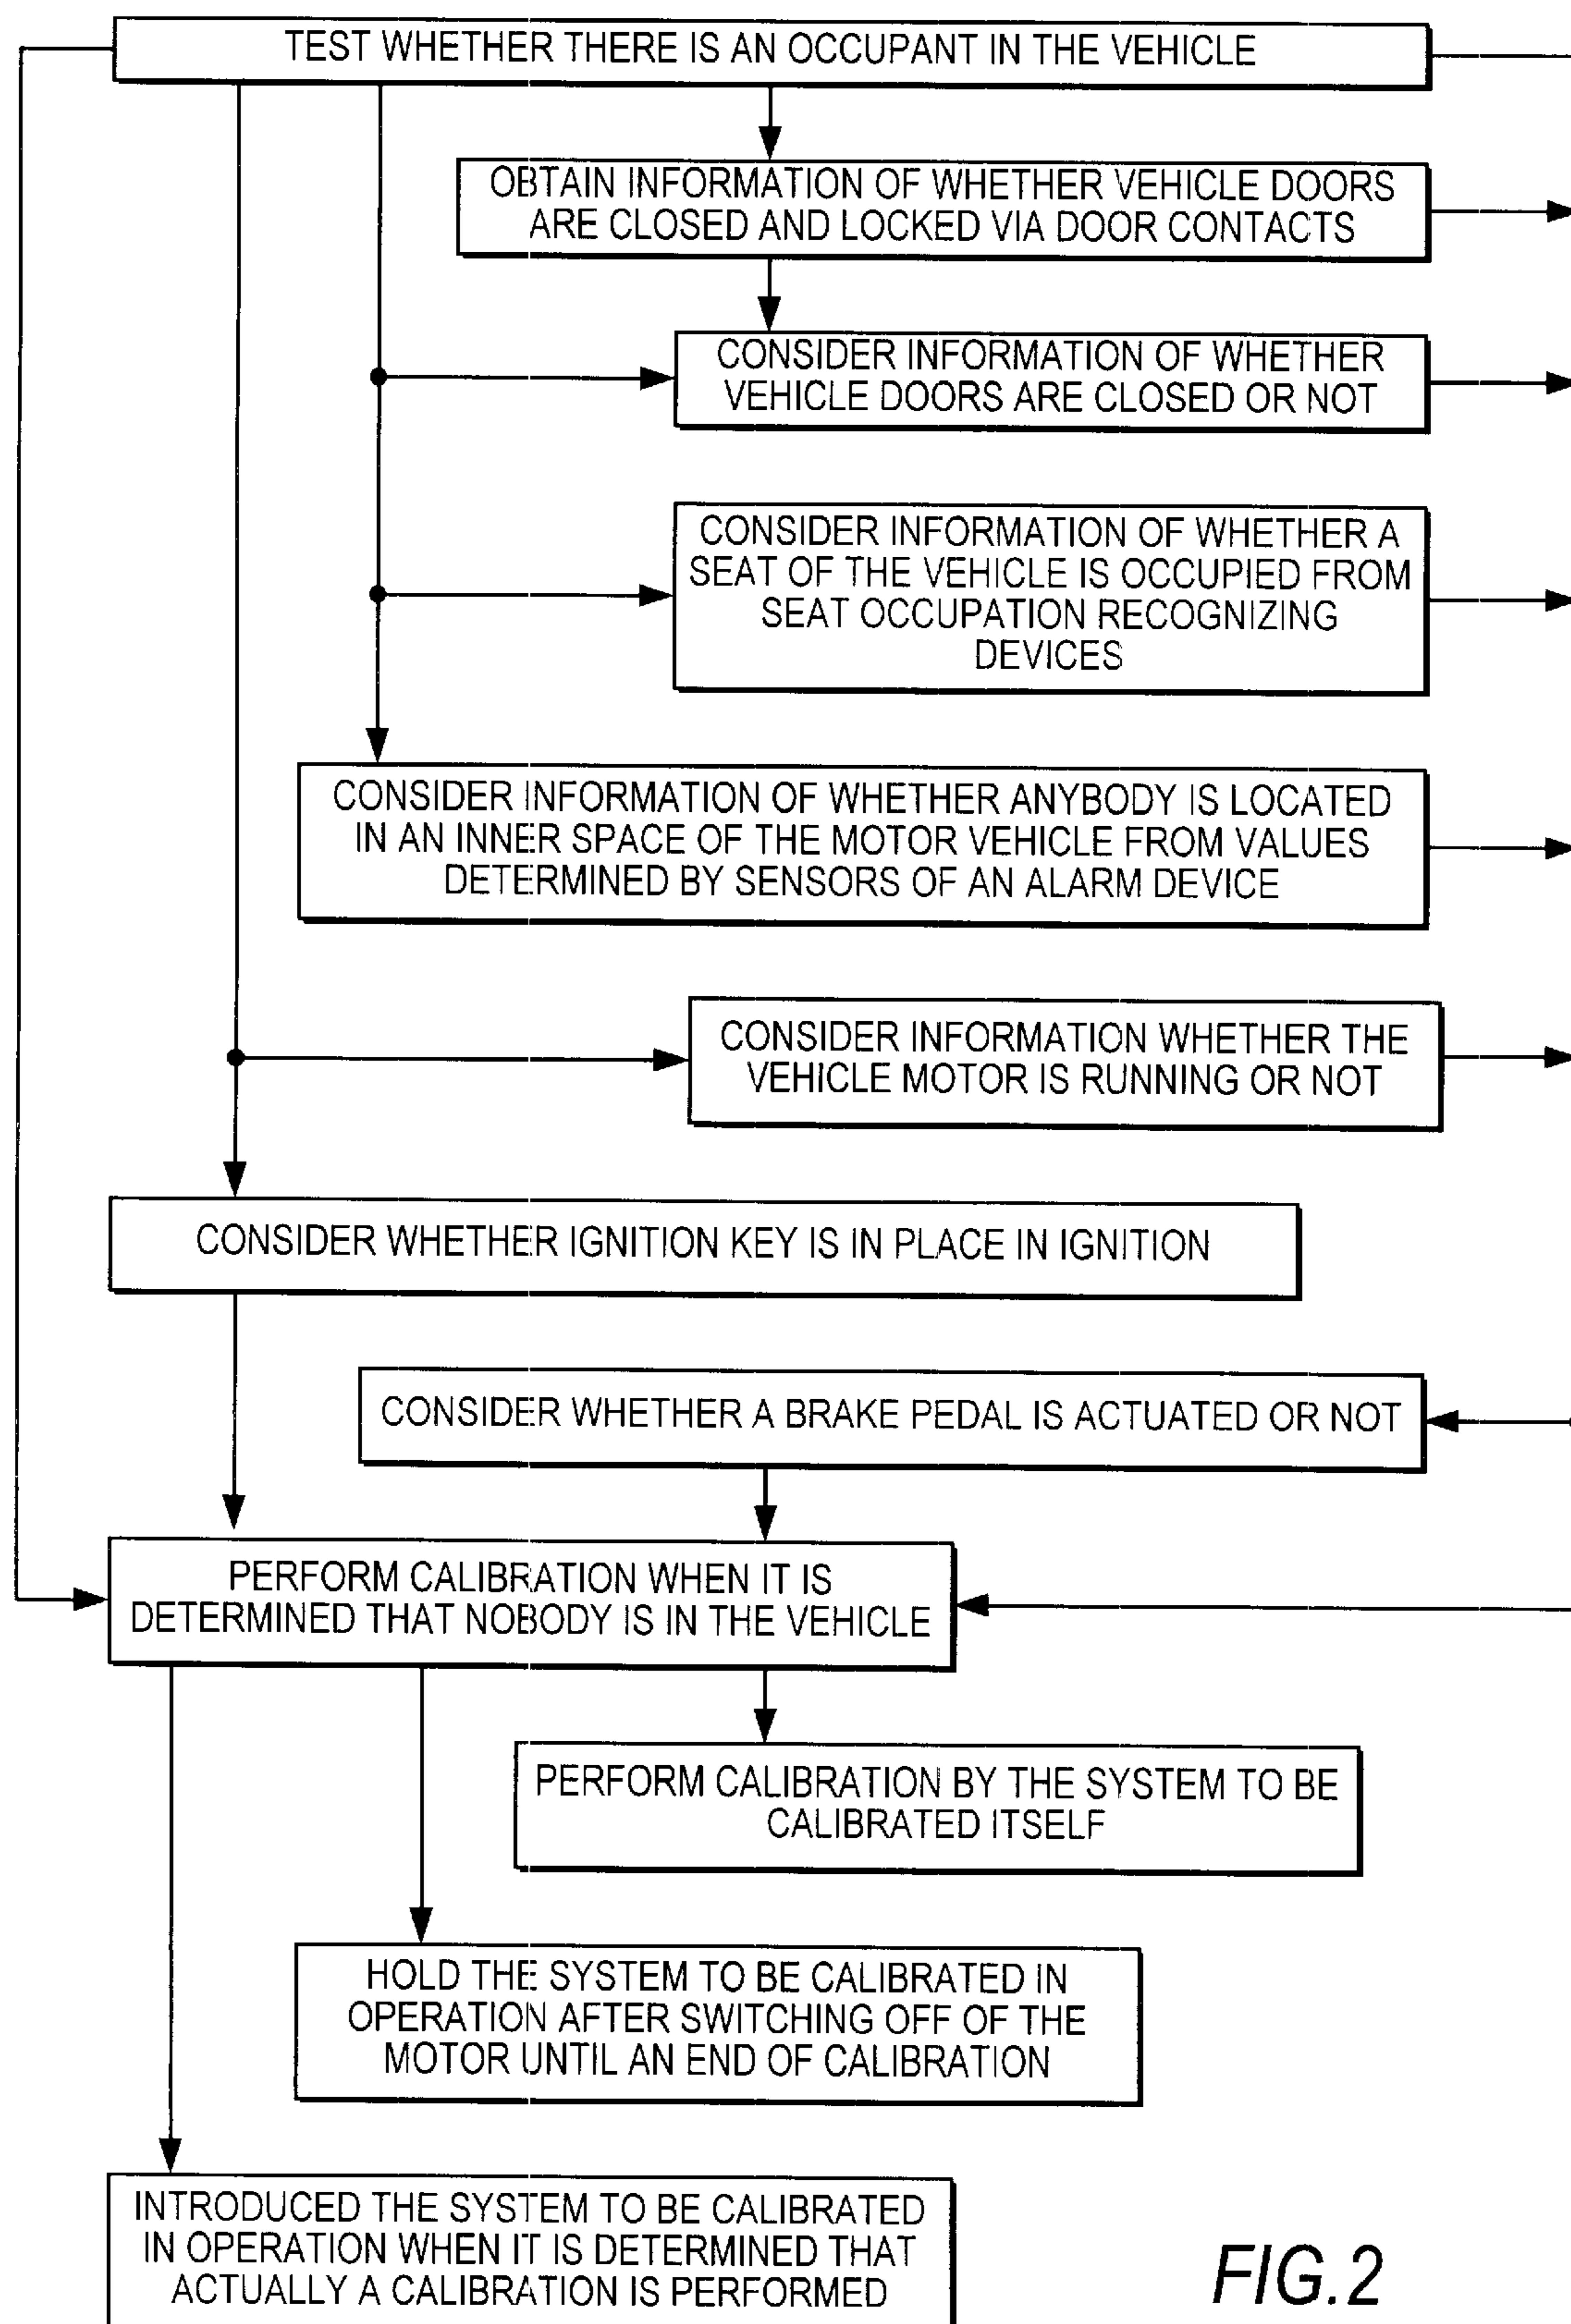 TEST WHETHER THERE IS AN OCCUPANT IN THE VEHICLE
OBTAIN INFORMATION OF WHETHER VEHICLE DOORS
ARE CLOSED AND LOCKED VIA DOOR CONTACTS
CONSIDER INFORMATION OF WHETHER
VEHICLE DOORS ARE CLOSED OR NOT
CONSIDER INFORMATION OF WHETHER A
SEAT OF THE VEHICLE IS OCCUPIED FROM
SEAT OCCUPATION RECOGNIZING
DEVICES
CONSIDER INFORMATION OF WHETHER ANYBODY IS LOCATED
IN AN INNER SPACE OF THE MOTOR VEHICLE FROM VALUES
DETERMINED BY SENSORS OF AN ALARM DEVICE
CONSIDER INFORMATION WHETHER THE
VEHICLE MOTOR IS RUNNING OR NOT
CONSIDER WHETHER IGNITION KEY IS IN PLACE IN IGNITION
CONSIDER WHETHER A BRAKE PEDAL IS ACTUATED OR NOT
PERFORM CALIBRATION WHEN IT IS
DETERMINED THAT NOBODY IS IN THE VEHICLE
PERFORM CALIBRATION BY THE SYSTEM TO BE
CALIBRATED ITSELF
HOLD THE SYSTEM TO BE CALIBRATED IN
OPERATION AFTER SWITCHING OFF OF THE
MOTOR UNTIL AN END OF CALIBRATION
INTRODUCED THE SYSTEM TO BE CALIBRATED
IN OPERATION WHEN IT IS DETERMINED THAT
ACTUALLY A CALIBRATION IS PERFORMED
FIG.2